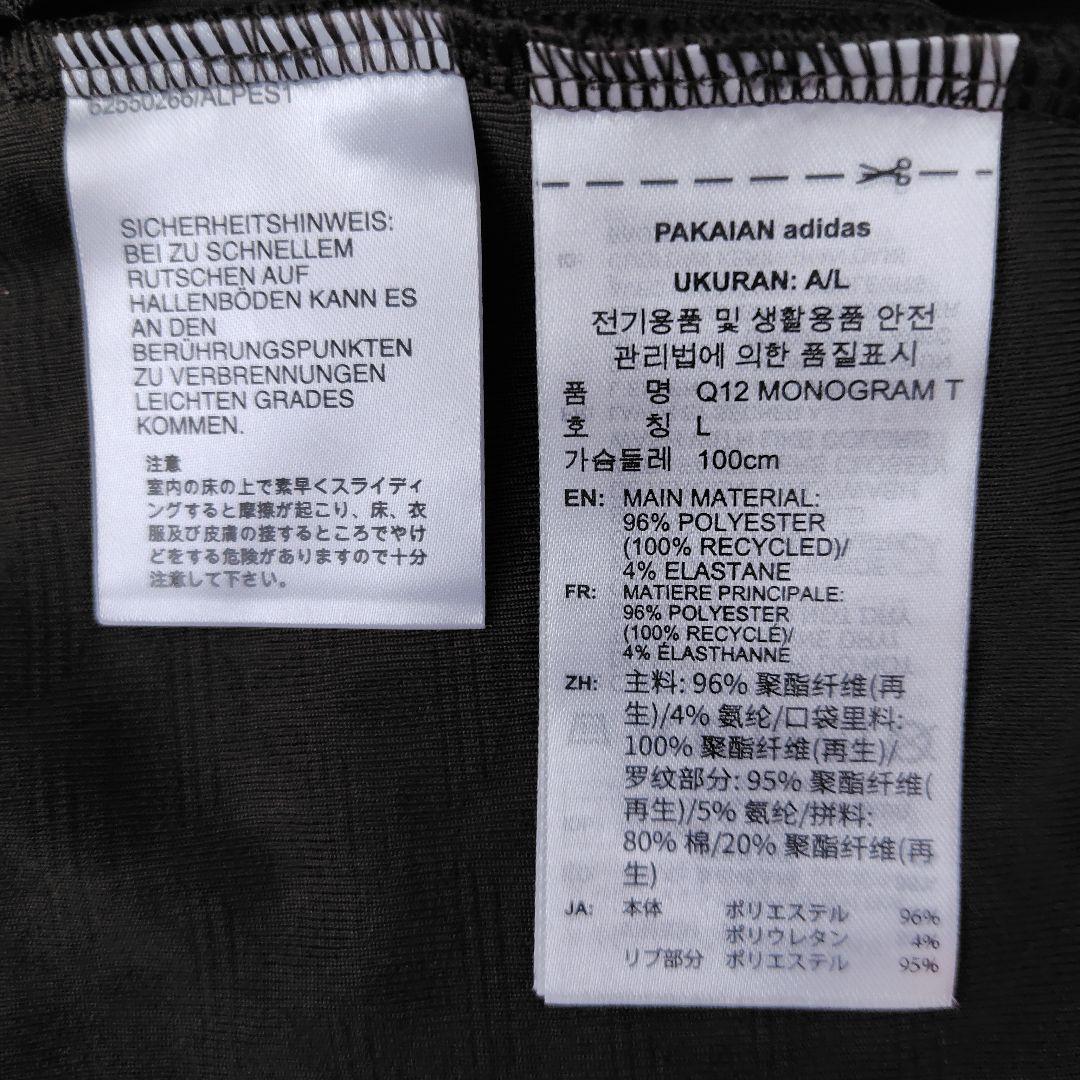 62550266/ALPES1
SICHERHEITSHINWEIS:
BEI ZU SCHNELLEM
RUTSCHEN AUF
HALLENBÖDEN KANN ES
AN DEN
BERÜHRUNGSPUNKTEN
ZU VERBRENNUNGEN
LEICHTEN GRADES
KOMMEN.
注意
室内の床の上で素早くスライディ
ングすると摩擦が起こり、床、衣
服及び皮膚の接するところでやけ
どをする危険がありますので十分
注意して下さい。
PAKAIAN adidas
UKURAN: A/L
전기용품 및 생활용품 안전
관리법에 의한 품질표시
품 명 Q12 MONOGRAM T
호 칭 L
가슴둘레 100cm
EN: MAIN MATERIAL:
96% POLYESTER
(100% RECYCLED)/
4% ELASTANE
FR: MATIERE PRINCIPALE:
96% POLYESTER
(100% RECYCLÉ)/
4% ÉLASTHANNE
ZH: 主料: 96% 聚酯纤维(再
生)/4% 氨纶/口袋里料:
100% 聚酯纤维(再生)/
罗纹部分: 95% 聚酯纤维(
再生)/5% 氨纶/拼料:
80% 棉/20% 聚酯纤维(再
生)
JA: 本体 ポリエステル 96%
ポリウレタン 4%
リブ部分 ポリエステル 95%